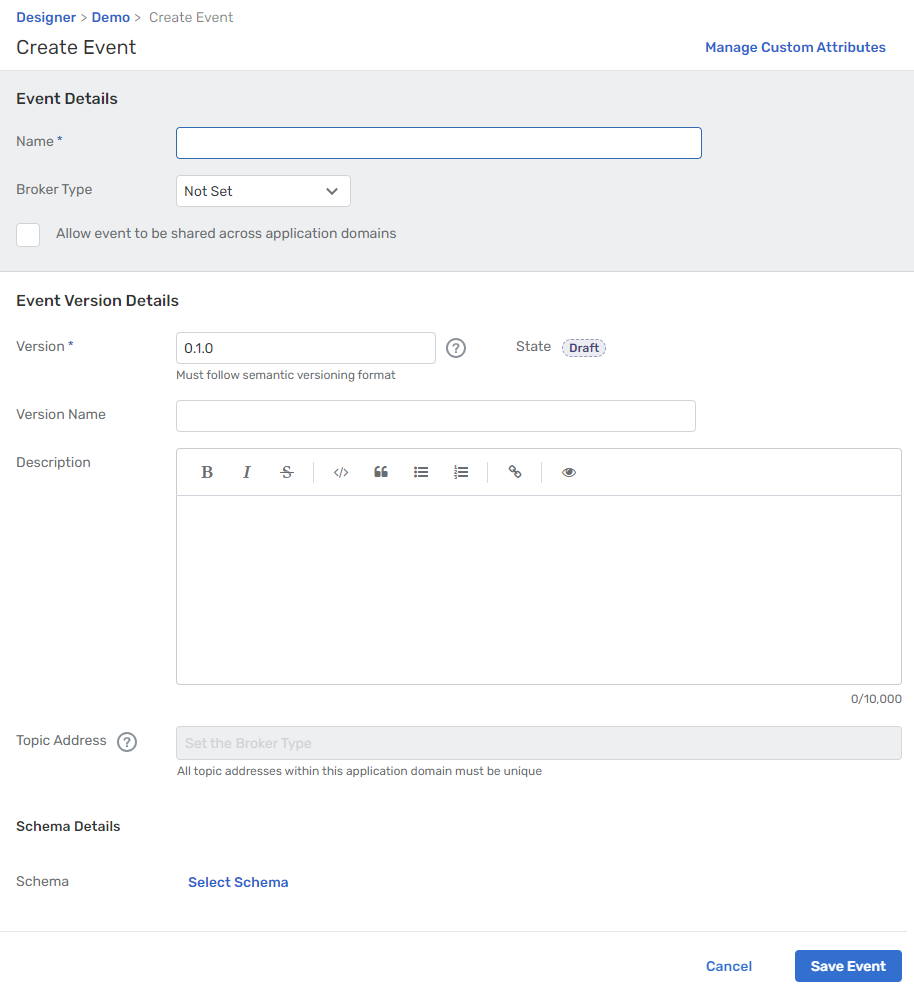 Designer > Demo > Create Event
Create Event
Manage Custom Attributes
Event Details
Name *
Broker Type
Not Set
Allow event to be shared across application domains
Event Version Details
Version *
0.1.0
?
State
Draft
Must follow semantic versioning format
Version Name
Description
B I S </>
0/10,000
Topic Address
?
Set the Broker Type
All topic addresses within this application domain must be unique
Schema Details
Schema
Select Schema
Cancel
Save Event